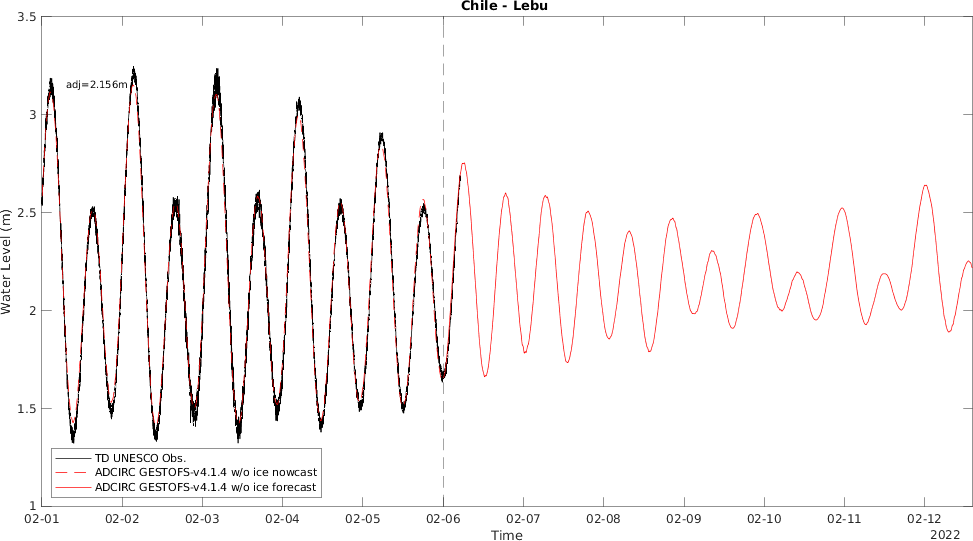 Chile - Lebu
3.5
3
2.5
2
1.5
1
Water Level (m)
adj=2.156m
TD UNESCO Obs.
ADCIRC GESTOFS-v4.1.4 w/o ice nowcast
ADCIRC GESTOFS-v4.1.4 w/o ice forecast
02-01 02-02 02-03 02-04 02-05 02-06 02-07 02-08 02-09 02-10 02-11 02-12
Time
2022